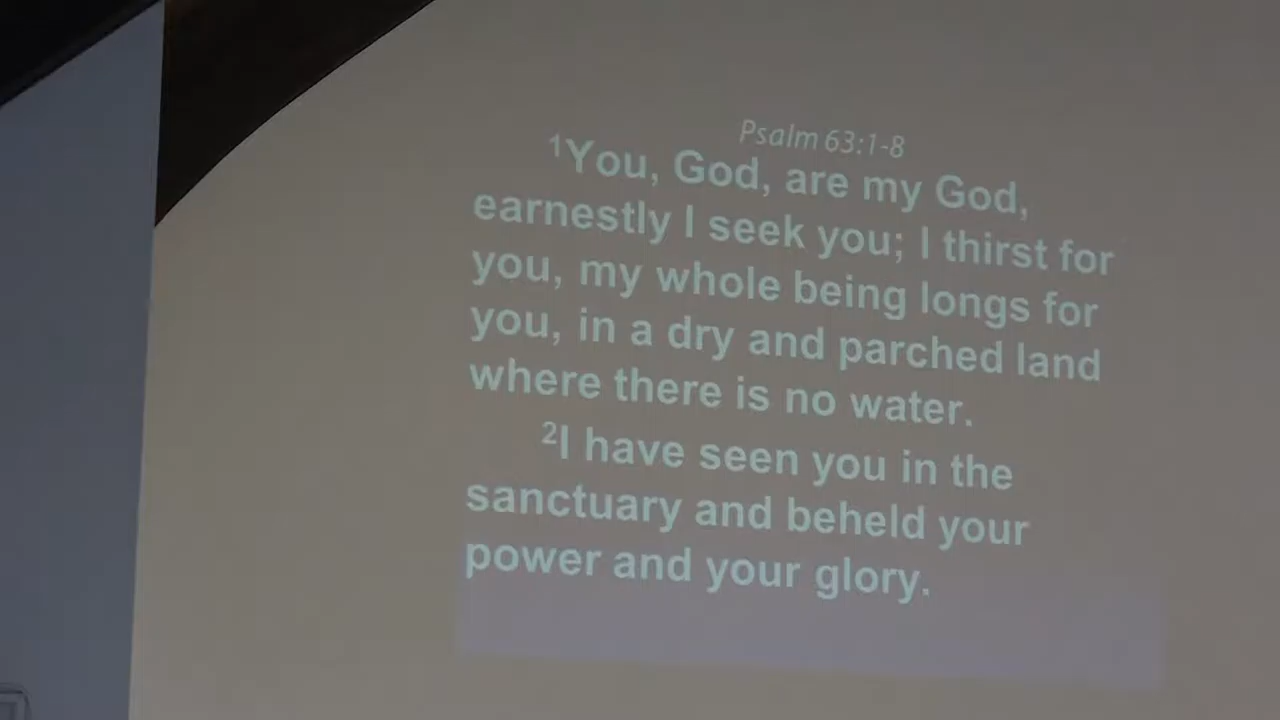 Psalm 63:1-8
¹You, God, are my God,
earnestly I seek you; I thirst for
you, my whole being longs for
you, in a dry and parched land
where there is no water.
²I have seen you in the
sanctuary and beheld your
power and your glory.